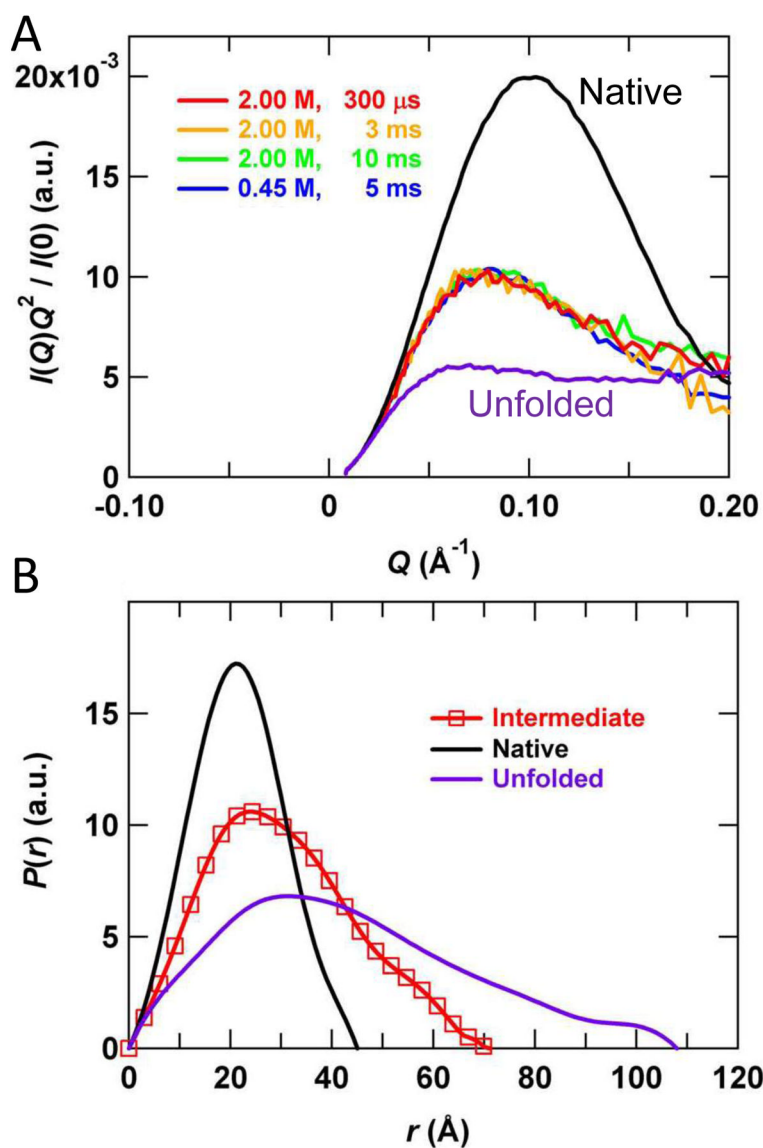 A
20x10⁻³
15
10
5
0
I(Q)Q² / I(0) (a.u.)
2.00 M, 300 µs
2.00 M, 3 ms
2.00 M, 10 ms
0.45 M, 5 ms
Native
Unfolded
-0.10 0 0.10 0.20
Q (Å⁻¹)
B
15
10
5
0
P(r) (a.u.)
Intermediate
Native
Unfolded
0 20 40 60 80 100 120
r (Å)